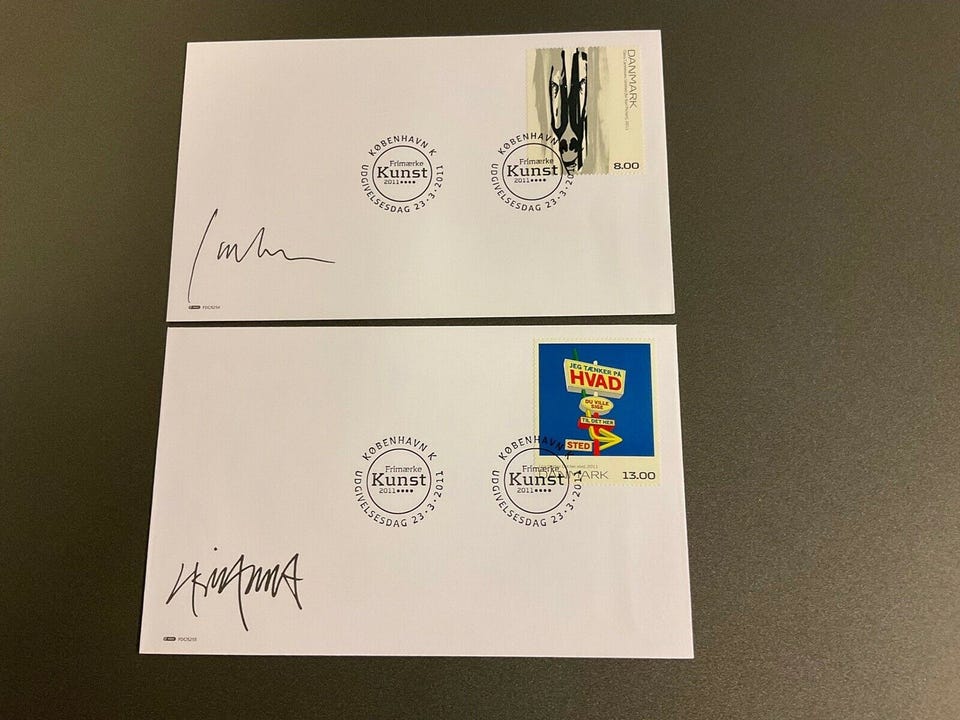 DANMARK
8.00
KØBENHAVN K
Frimærke
Kunst
2011••••
UDGIVELSESDAG 23•3•2011
KØBENHAVN K
Frimærke
Kunst
2011••••
UDGIVELSESDAG 23•3•2011
JEG TÆNKER PÅ
HVAD
DU VILLE
SIGE
TIL DET HER
STED
sted, 2011
DANMARK 13.00
KØBENHAVN K
Frimærke
Kunst
2011••••
UDGIVELSESDAG 23•3•2011
KØBENHAVN K
Frimærke
Kunst
2011••••
UDGIVELSESDAG 23•3•2011